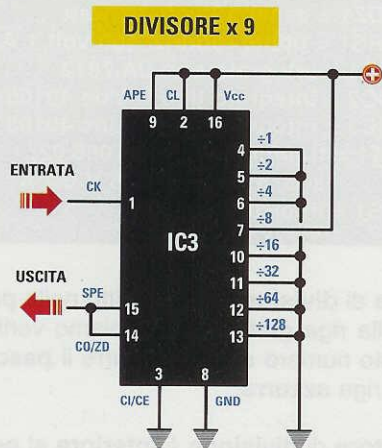 DIVISORE x 9
APE CL Vcc
9 2 16
4 ÷1
5 ÷2
6 ÷4
7 ÷8
10 ÷16
11 ÷32
12 ÷64
13 ÷128
ENTRATA
CK
1
IC3
USCITA
SPE
15
14
CO/ZD
3 8
CI/CE GND